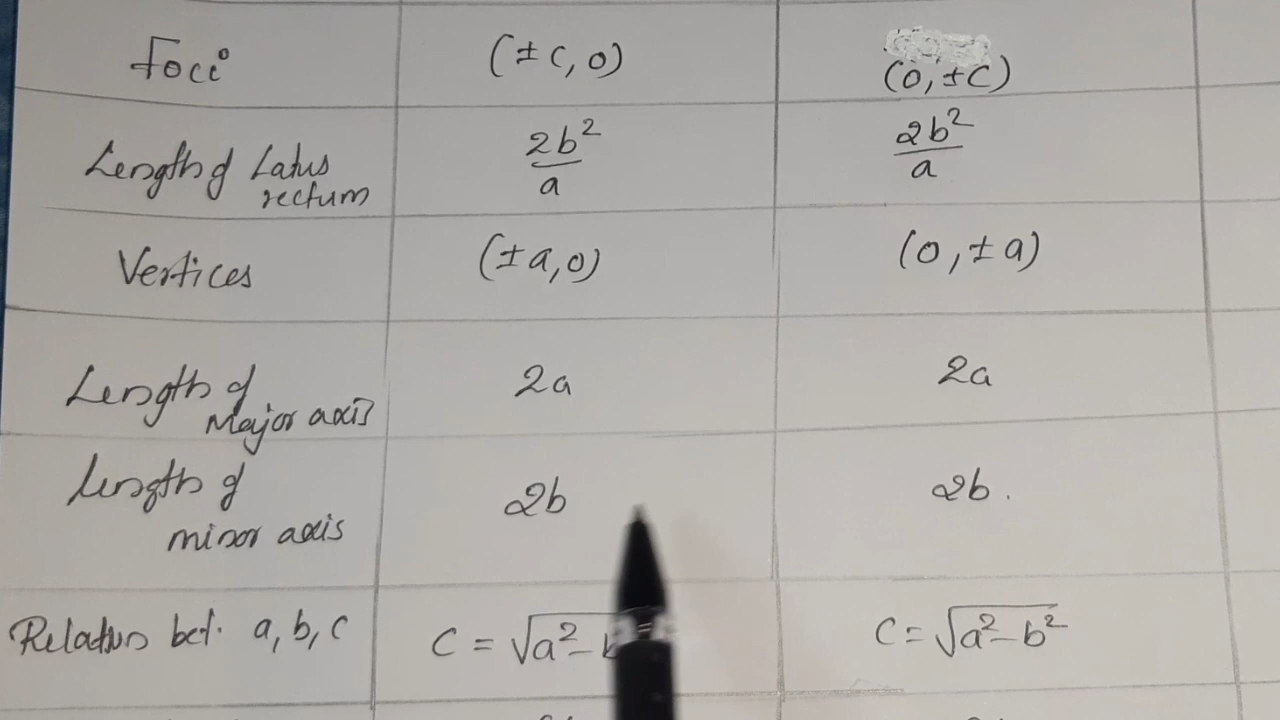 Foci (±c, 0) (0, ±c)
Length of Latus rectum 2b²/a 2b²/a
Vertices (±a, 0) (0, ±a)
Length of Major axis 2a 2a
Length of minor axis 2b 2b.
Relation bet. a, b, c C = √a² - b C = √a² - b²